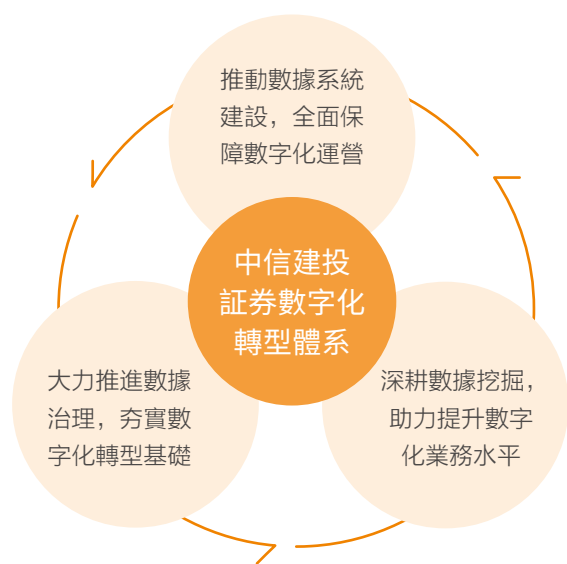 推動數據系統
建設，全面保
障數字化運營
中信建投
証券數字化
轉型體系
大力推進數據
治理，夯實數
字化轉型基礎
深耕數據挖掘，
助力提升數字
化業務水平